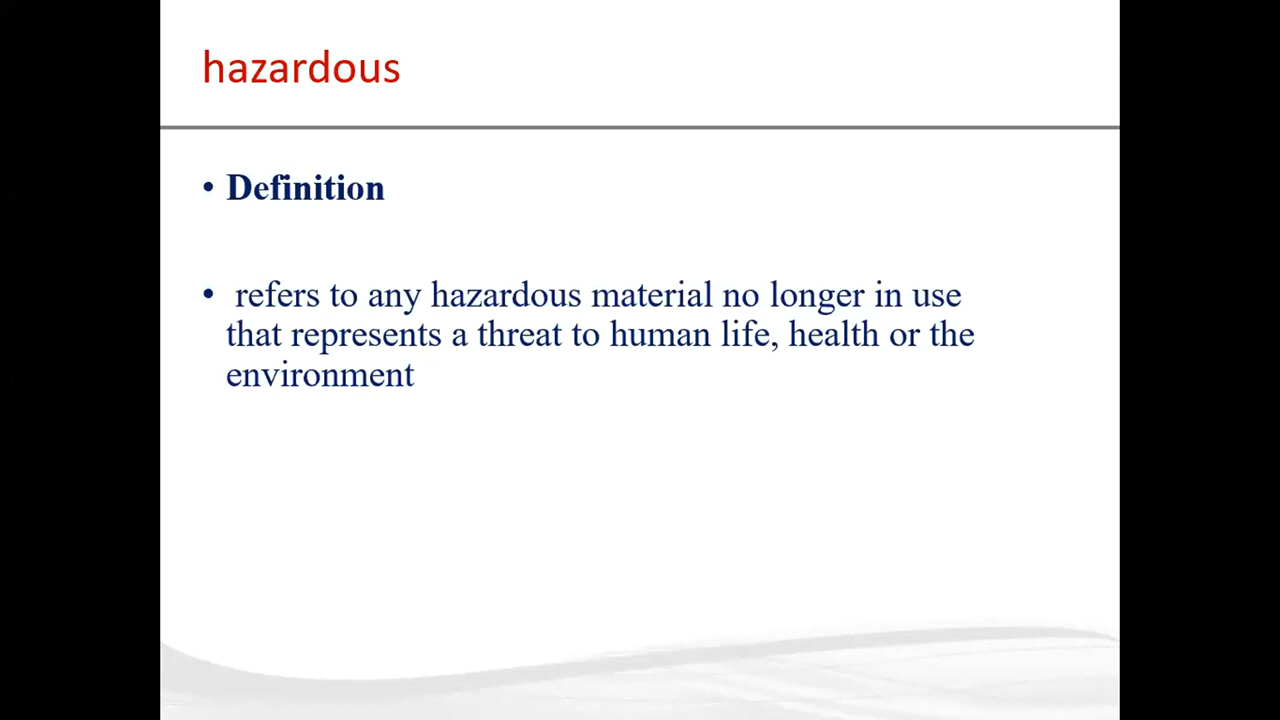 hazardous
• Definition
• refers to any hazardous material no longer in use
that represents a threat to human life, health or the
environment